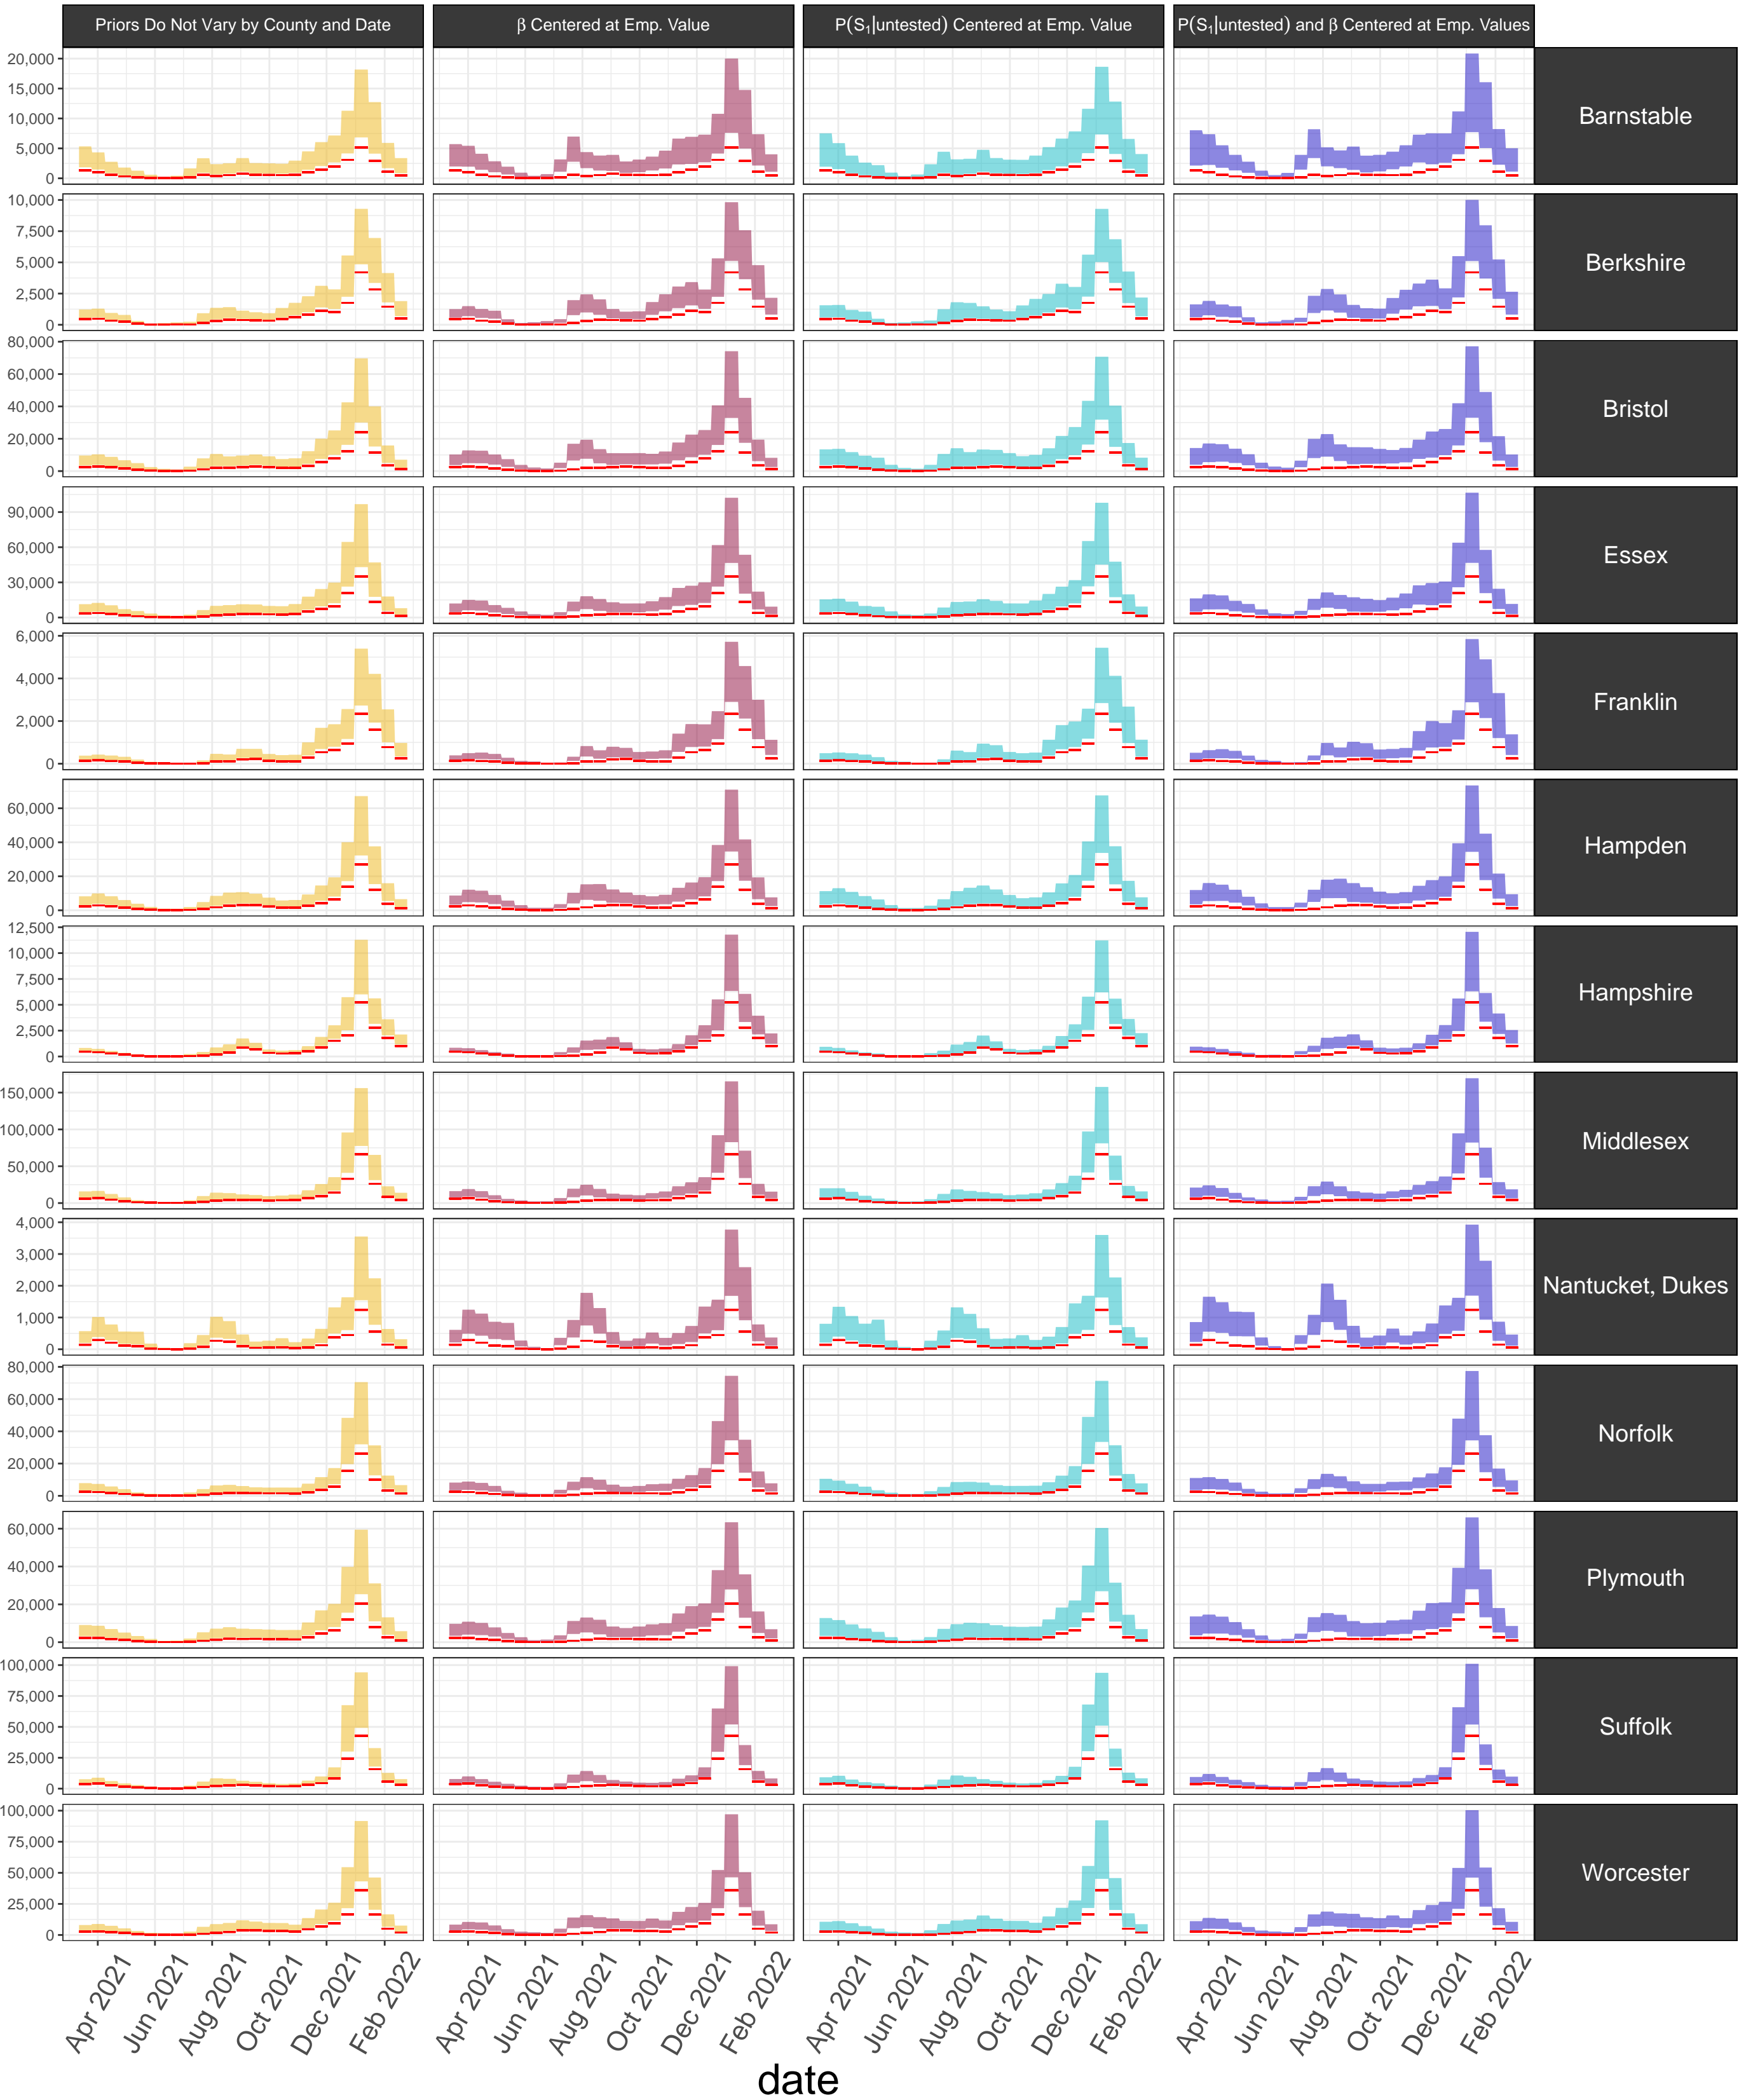 Priors Do Not Vary by County and Date
β Centered at Emp. Value
P(S₁|untested) Centered at Emp. Value
P(S₁|untested) and β Centered at Emp. Values
20,000
15,000
10,000
5,000
0
Barnstable
10,000
7,500
5,000
2,500
0
Berkshire
80,000
60,000
40,000
20,000
0
Bristol
90,000
60,000
30,000
0
Essex
6,000
4,000
2,000
0
Franklin
60,000
40,000
20,000
0
Hampden
12,500
10,000
7,500
5,000
2,500
0
Hampshire
150,000
100,000
50,000
0
Middlesex
4,000
3,000
2,000
1,000
0
Nantucket, Dukes
80,000
60,000
40,000
20,000
0
Norfolk
60,000
40,000
20,000
0
Plymouth
100,000
75,000
50,000
25,000
0
Suffolk
100,000
75,000
50,000
25,000
0
Worcester
Apr 2021
Jun 2021
Aug 2021
Oct 2021
Dec 2021
Feb 2022
Apr 2021
Jun 2021
Aug 2021
Oct 2021
Dec 2021
Feb 2022
Apr 2021
Jun 2021
Aug 2021
Oct 2021
Dec 2021
Feb 2022
Apr 2021
Jun 2021
Aug 2021
Oct 2021
Dec 2021
Feb 2022
date